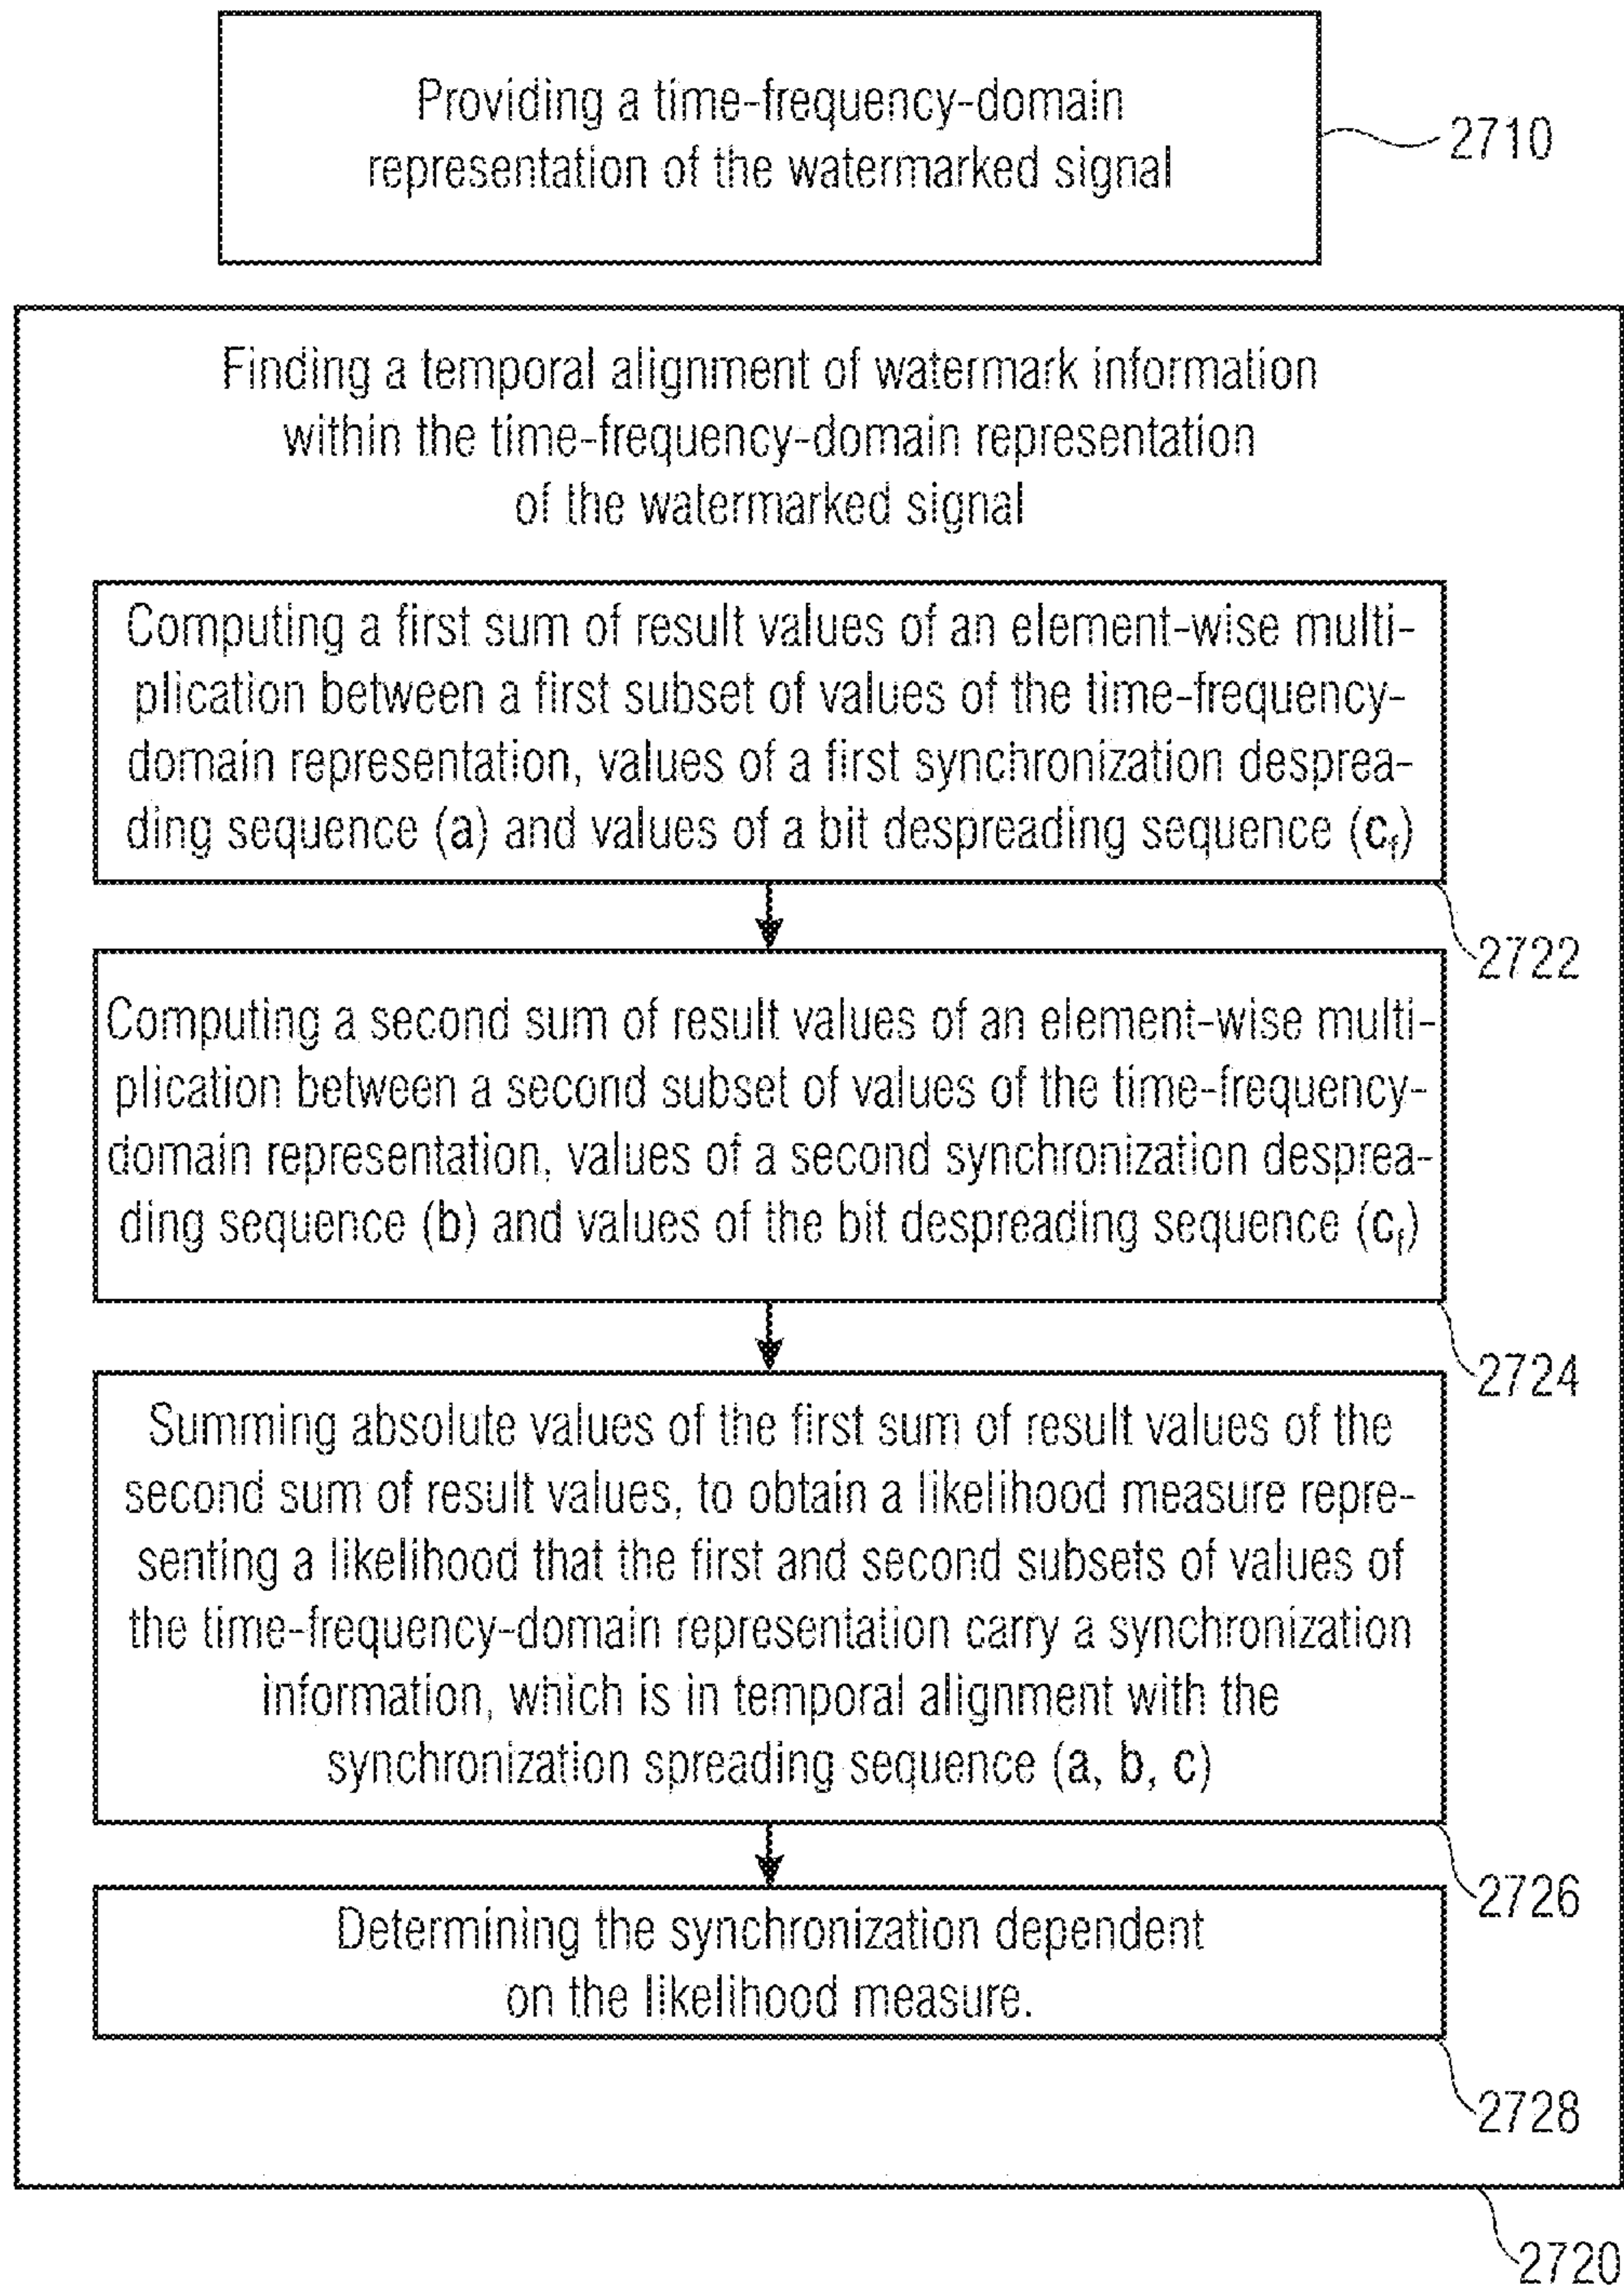 Providing a time-frequency-domain
representation of the watermarked signal
2710
Finding a temporal alignment of watermark information
within the time-frequency-domain representation
of the watermarked signal
Computing a first sum of result values of an element-wise multi-
plication between a first subset of values of the time-frequency-
domain representation, values of a first synchronization desprea-
ding sequence (a) and values of a bit despreading sequence (cf)
2722
Computing a second sum of result values of an element-wise multi-
plication between a second subset of values of the time-frequency-
domain representation, values of a second synchronization desprea-
ding sequence (b) and values of the bit despreading sequence (cf)
2724
Summing absolute values of the first sum of result values of the
second sum of result values, to obtain a likelihood measure repre-
senting a likelihood that the first and second subsets of values of
the time-frequency-domain representation carry a synchronization
information, which is in temporal alignment with the
synchronization spreading sequence (a, b, c)
2726
Determining the synchronization dependent
on the likelihood measure.
2728
2720